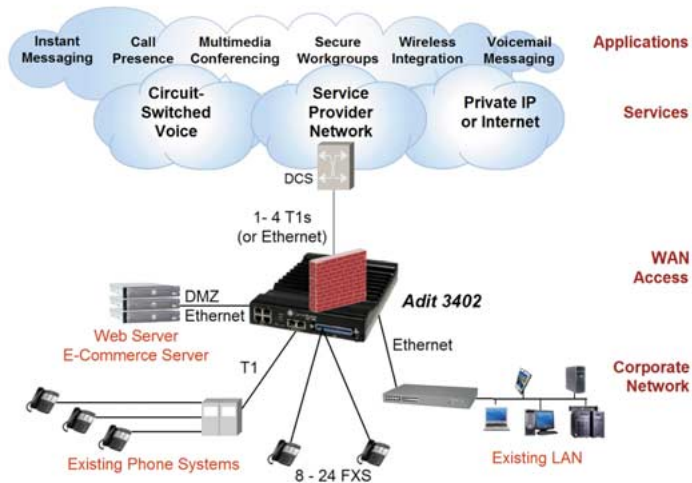 Instant
Messaging
Call
Presence
Multimedia
Conferencing
Secure
Workgroups
Wireless
Integration
Voicemail
Messaging
Applications
Circuit-
Switched
Voice
Service
Provider
Network
Private IP
or Internet
Services
DCS
1- 4 T1s
(or Ethernet)
WAN
Access
Adit 3402
DMZ
Ethernet
Web Server
E-Commerce Server
Ethernet
T1
Corporate
Network
Existing Phone Systems
8 - 24 FXS
Existing LAN